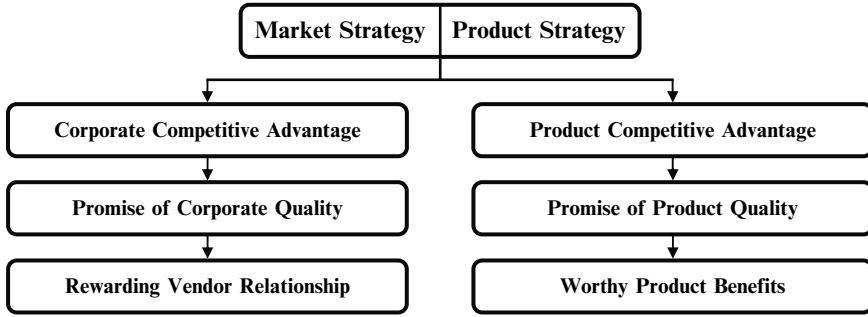 Market Strategy Product Strategy
Corporate Competitive Advantage
Product Competitive Advantage
Promise of Corporate Quality
Promise of Product Quality
Rewarding Vendor Relationship
Worthy Product Benefits